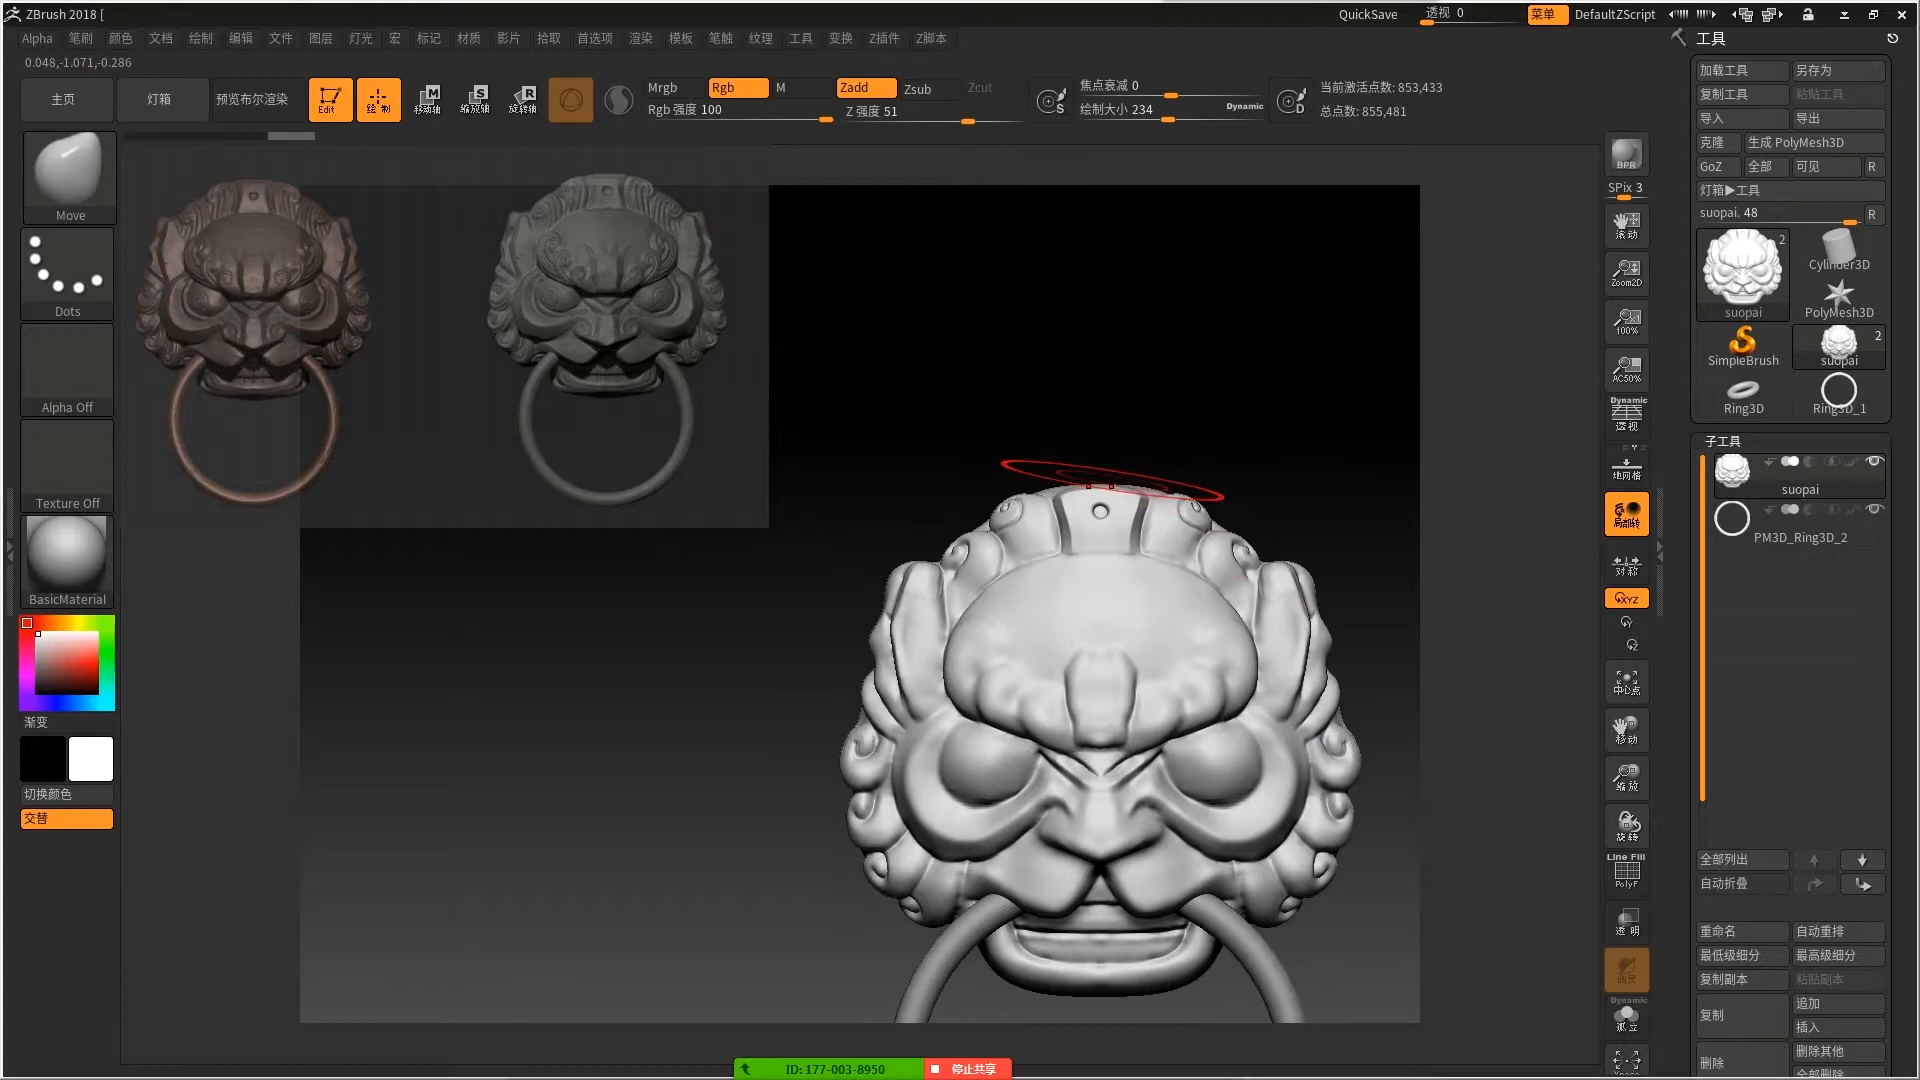 ZBrush 2018 [
QuickSave
透视 0
菜单
DefaultZScript
Alpha 笔刷 颜色 文档 绘制 编辑 文件 图层 灯光 宏 标记 材质 影片 拾取 首选项 渲染 模板 笔触 纹理 工具 变换 Z插件 Z脚本
工具
0.048,-1.071,-0.286
主页
灯箱
预览布尔渲染
Edit
绘 制
M
移动轴
S
缩放轴
R
旋转轴
Mrgb Rgb M
Zadd Zsub Zcut
Rgb 强度 100
Z 强度 51
S
焦点衰减 0
绘制大小 234
Dynamic
D
当前激活点数: 853,433
总点数: 855,481
Move
Dots
Alpha Off
Texture Off
BasicMaterial
渐变
切换颜色
交替
BPR
SPix 3
滚动
Zoom2D
100%
AC50%
Dynamic
透视
地网格
局部转
对称
XYZ
Y
Z
中心点
移动
缩放
旋转
Line Fill
PolyF
透明
Dynamic
孤立
加载工具 另存为
复制工具 粘贴工具
导入 导出
克隆 生成 PolyMesh3D
GoZ 全部 可见 R
灯箱▶工具
suopai. 48 R
2
suopai
Cylinder3D
PolyMesh3D
SimpleBrush
2
suopai
Ring3D
Ring3D_1
子工具
suopai
PM3D_Ring3D_2
全部列出
自动折叠
重命名 自动重排
最低级细分 最高级细分
复制副本 粘贴副本
复制 追加
插入
删除 删除其他
全部删除
ID: 177-003-8950
停止共享